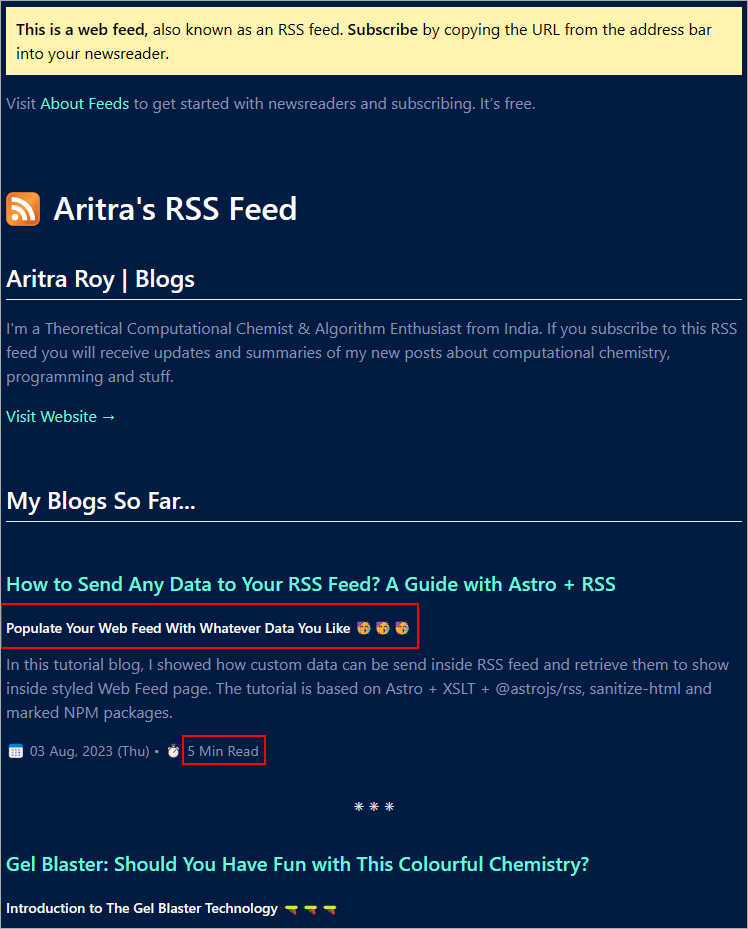 This is a web feed, also known as an RSS feed. Subscribe by copying the URL from the address bar
into your newsreader.
Visit About Feeds to get started with newsreaders and subscribing. It's free.
Aritra's RSS Feed
Aritra Roy | Blogs
I'm a Theoretical Computational Chemist & Algorithm Enthusiast from India. If you subscribe to this RSS
feed you will receive updates and summaries of my new posts about computational chemistry,
programming and stuff.
Visit Website →
My Blogs So Far...
How to Send Any Data to Your RSS Feed? A Guide with Astro + RSS
Populate Your Web Feed With Whatever Data You Like 🥳 🥳 🥳
In this tutorial blog, I showed how custom data can be send inside RSS feed and retrieve them to show
inside styled Web Feed page. The tutorial is based on Astro + XSLT + @astrojs/rss, sanitize-html and
marked NPM packages.
🗓️ 03 Aug, 2023 (Thu) • ⏱️ 5 Min Read
⁕ ⁕ ⁕
Gel Blaster: Should You Have Fun with This Colourful Chemistry?
Introduction to The Gel Blaster Technology 🔫 🔫 🔫